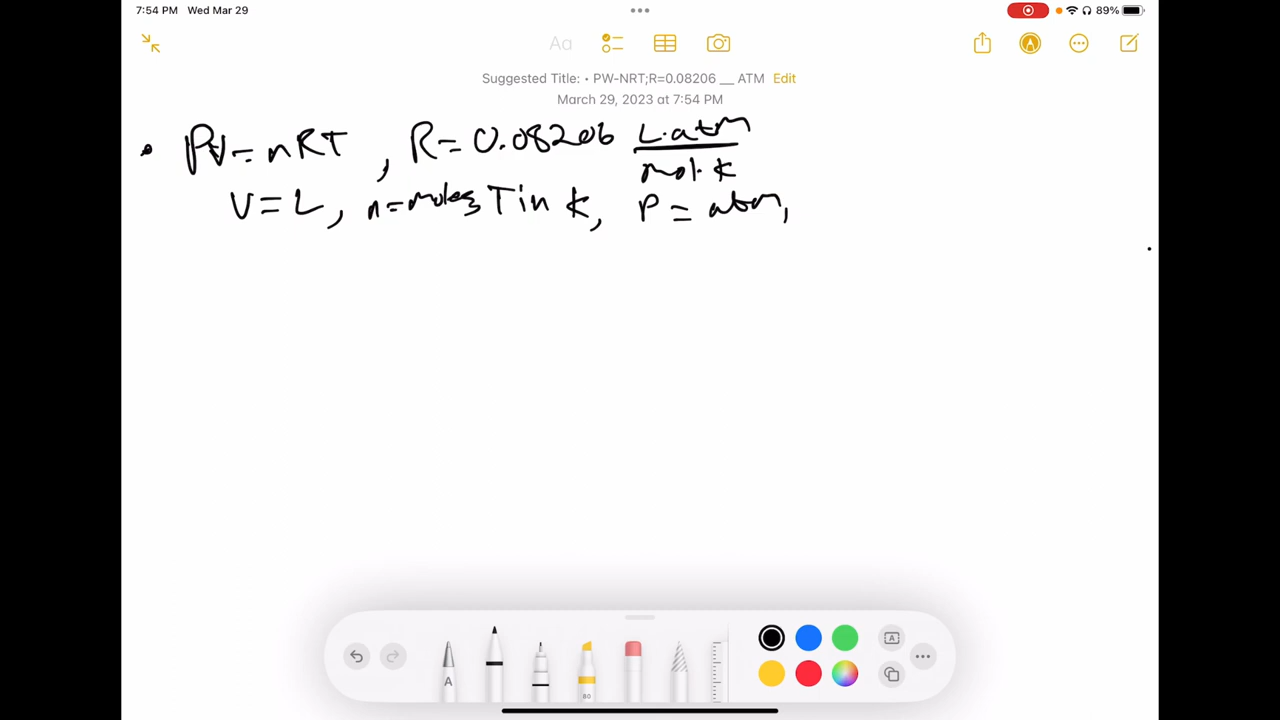 7:54 PM Wed Mar 29
89%
Aa
Suggested Title: • PW-NRT;R=0.08206 __ ATM Edit
March 29, 2023 at 7:54 PM
• PV=nRT, R=0.08206 L·atm
mol·K
V=L, n=moles T in K, P=atm,
A
80
A